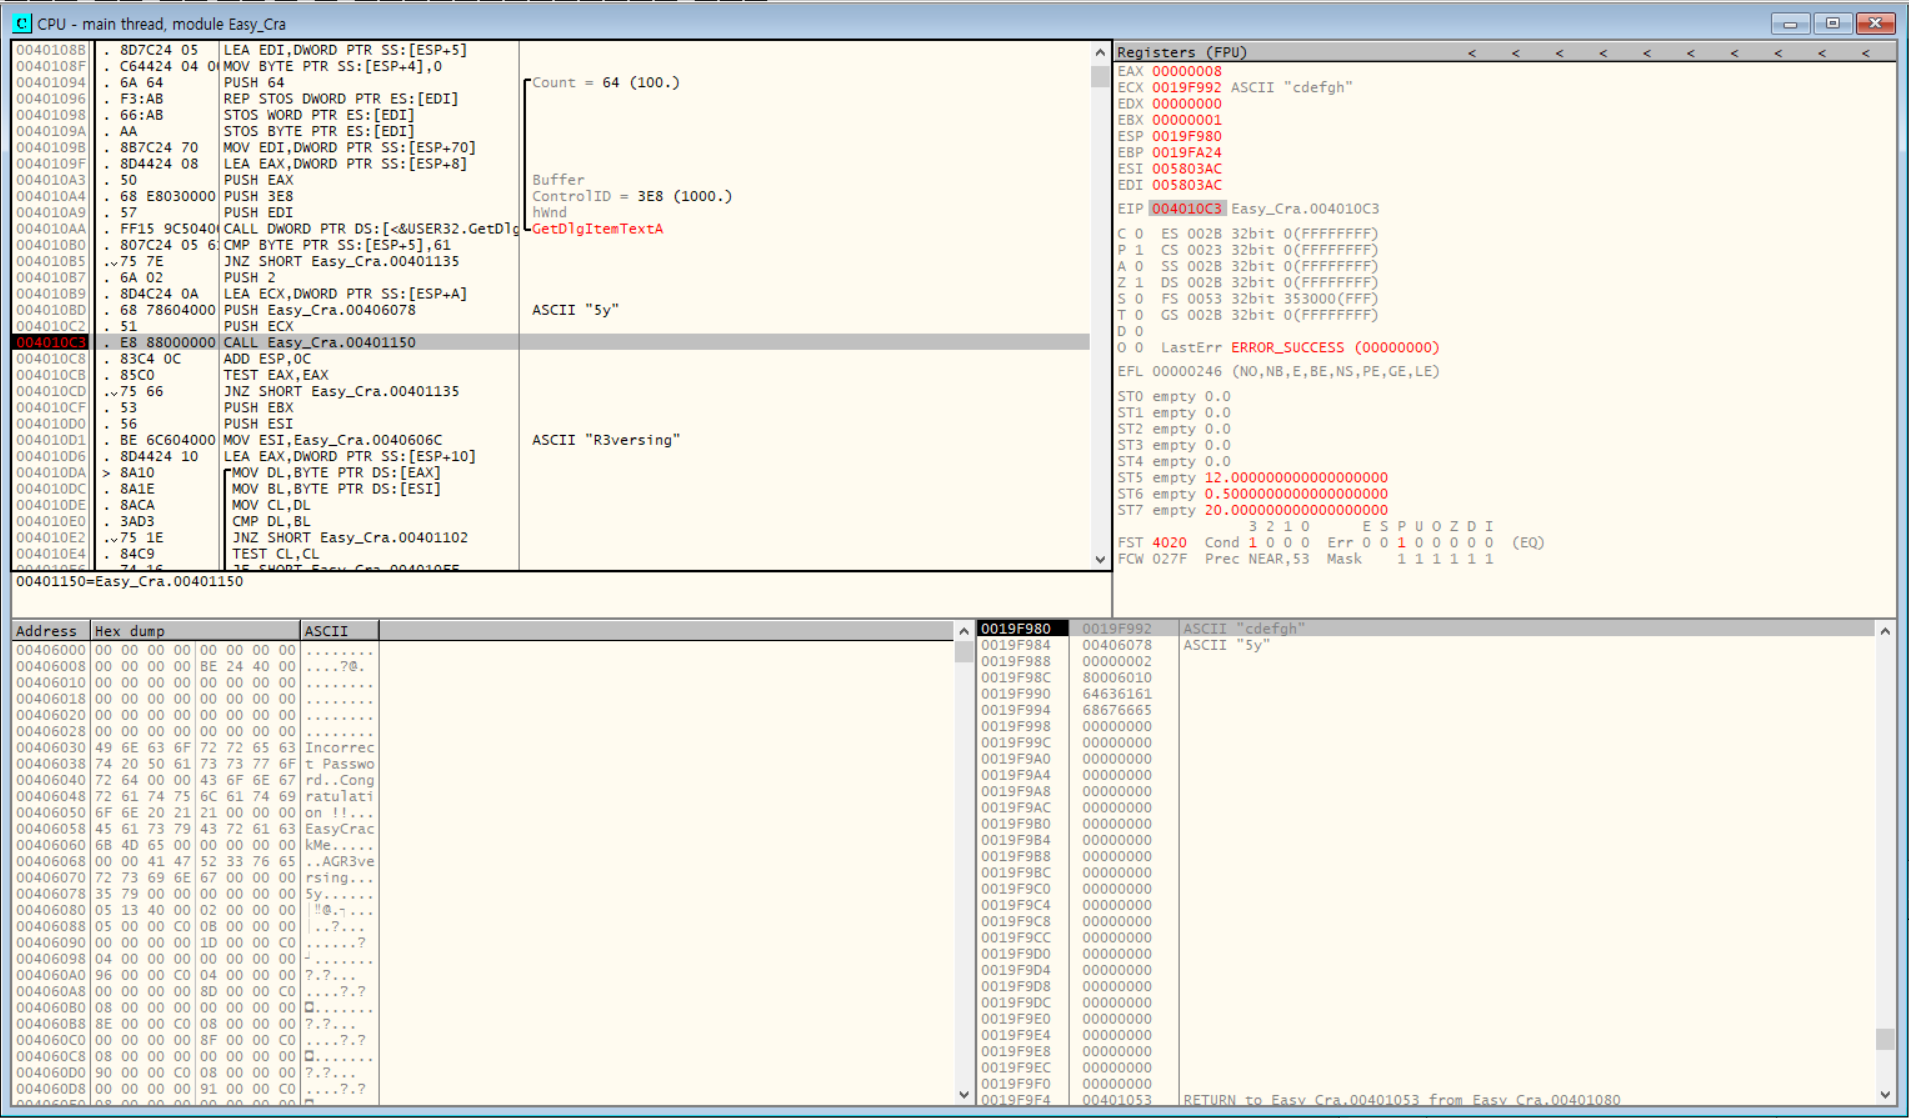 CPU - main thread, module Easy_Cra
0040108B . 8D7C24 05 LEA EDI,DWORD PTR SS:[ESP+5]
0040108F . C64424 04 00 MOV BYTE PTR SS:[ESP+4],0
00401094 . 6A 64 PUSH 64 Count = 64 (100.)
00401096 . F3:AB REP STOS DWORD PTR ES:[EDI]
00401098 . 66:AB STOS WORD PTR ES:[EDI]
0040109A . AA STOS BYTE PTR ES:[EDI]
0040109B . 8B7C24 70 MOV EDI,DWORD PTR SS:[ESP+70]
0040109F . 8D4424 08 LEA EAX,DWORD PTR SS:[ESP+8]
004010A3 . 50 PUSH EAX Buffer
004010A4 . 68 E8030000 PUSH 3E8 ControlID = 3E8 (1000.)
004010A9 . 57 PUSH EDI hWnd
004010AA . FF15 9C5040 CALL DWORD PTR DS:[<&USER32.GetDlg GetDlgItemTextA
004010B0 . 807C24 05 6 CMP BYTE PTR SS:[ESP+5],61
004010B5 .v75 7E JNZ SHORT Easy_Cra.00401135
004010B7 . 6A 02 PUSH 2
004010B9 . 8D4C24 0A LEA ECX,DWORD PTR SS:[ESP+A]
004010BD . 68 78604000 PUSH Easy_Cra.00406078 ASCII "5y"
004010C2 . 51 PUSH ECX
004010C3 . E8 88000000 CALL Easy_Cra.00401150
004010C8 . 83C4 0C ADD ESP,0C
004010CB . 85C0 TEST EAX,EAX
004010CD .v75 66 JNZ SHORT Easy_Cra.00401135
004010CF . 53 PUSH EBX
004010D0 . 56 PUSH ESI
004010D1 . BE 6C604000 MOV ESI,Easy_Cra.0040606C ASCII "R3versing"
004010D6 . 8D4424 10 LEA EAX,DWORD PTR SS:[ESP+10]
004010DA > 8A10 MOV DL,BYTE PTR DS:[EAX]
004010DC . 8A1E MOV BL,BYTE PTR DS:[ESI]
004010DE . 8ACA MOV CL,DL
004010E0 . 3AD3 CMP DL,BL
004010E2 .v75 1E JNZ SHORT Easy_Cra.00401102
004010E4 . 84C9 TEST CL,CL
00401150=Easy_Cra.00401150
Registers (FPU) < < < < < < < < < <
EAX 00000008
ECX 0019F992 ASCII "cdefgh"
EDX 00000000
EBX 00000001
ESP 0019F980
EBP 0019FA24
ESI 005803AC
EDI 005803AC
EIP 004010C3 Easy_Cra.004010C3
C 0 ES 002B 32bit 0(FFFFFFFF)
P 1 CS 0023 32bit 0(FFFFFFFF)
A 0 SS 002B 32bit 0(FFFFFFFF)
Z 1 DS 002B 32bit 0(FFFFFFFF)
S 0 FS 0053 32bit 353000(FFF)
T 0 GS 002B 32bit 0(FFFFFFFF)
D 0
O 0 LastErr ERROR_SUCCESS (00000000)
EFL 00000246 (NO,NB,E,BE,NS,PE,GE,LE)
ST0 empty 0.0
ST1 empty 0.0
ST2 empty 0.0
ST3 empty 0.0
ST4 empty 0.0
ST5 empty 12.000000000000000000
ST6 empty 0.5000000000000000000
ST7 empty 20.000000000000000000
3 2 1 0 E S P U O Z D I
FST 4020 Cond 1 0 0 0 Err 0 0 1 0 0 0 0 0 (EQ)
FCW 027F Prec NEAR,53 Mask 1 1 1 1 1 1
Address Hex dump ASCII
00406000 00 00 00 00 00 00 00 00 ........
00406008 00 00 00 00 BE 24 40 00 ....?@.
00406010 00 00 00 00 00 00 00 00 ........
00406018 00 00 00 00 00 00 00 00 ........
00406020 00 00 00 00 00 00 00 00 ........
00406028 00 00 00 00 00 00 00 00 ........
00406030 49 6E 63 6F 72 72 65 63 Incorrec
00406038 74 20 50 61 73 73 77 6F t Passwo
00406040 72 64 00 00 43 6F 6E 67 rd..Cong
00406048 72 61 74 75 6C 61 74 69 ratulati
00406050 6F 6E 20 21 21 00 00 00 on !!...
00406058 45 61 73 79 43 72 61 63 EasyCrac
00406060 6B 4D 65 00 00 00 00 00 kMe.....
00406068 00 00 41 47 52 33 76 65 ..AGR3ve
00406070 72 73 69 6E 67 00 00 00 rsing...
00406078 35 79 00 00 00 00 00 00 5y......
00406080 05 13 40 00 02 00 00 00 │‼@.┐...
00406088 05 00 00 C0 0B 00 00 00 │..?...
00406090 00 00 00 00 1D 00 00 C0 ......?
00406098 04 00 00 00 00 00 00 00 ┘.......
004060A0 96 00 00 C0 04 00 00 00 ?.?...
004060A8 00 00 00 00 8D 00 00 C0 ....?.?
004060B0 08 00 00 00 00 00 00 00 ◘.......
004060B8 8E 00 00 C0 08 00 00 00 ?.?...
004060C0 00 00 00 00 8F 00 00 C0 ....?.?
004060C8 08 00 00 00 00 00 00 00 ◘.......
004060D0 90 00 00 C0 08 00 00 00 ?.?...
004060D8 00 00 00 00 91 00 00 C0 ....?.?
0019F980 0019F992 ASCII "cdefgh"
0019F984 00406078 ASCII "5y"
0019F988 00000002
0019F98C 80006010
0019F990 64636161
0019F994 68676665
0019F998 00000000
0019F99C 00000000
0019F9A0 00000000
0019F9A4 00000000
0019F9A8 00000000
0019F9AC 00000000
0019F9B0 00000000
0019F9B4 00000000
0019F9B8 00000000
0019F9BC 00000000
0019F9C0 00000000
0019F9C4 00000000
0019F9C8 00000000
0019F9CC 00000000
0019F9D0 00000000
0019F9D4 00000000
0019F9D8 00000000
0019F9DC 00000000
0019F9E0 00000000
0019F9E4 00000000
0019F9E8 00000000
0019F9EC 00000000
0019F9F0 00000000
0019F9F4 00401053 RETURN to Easy_Cra.00401053 from Easy_Cra.00401080